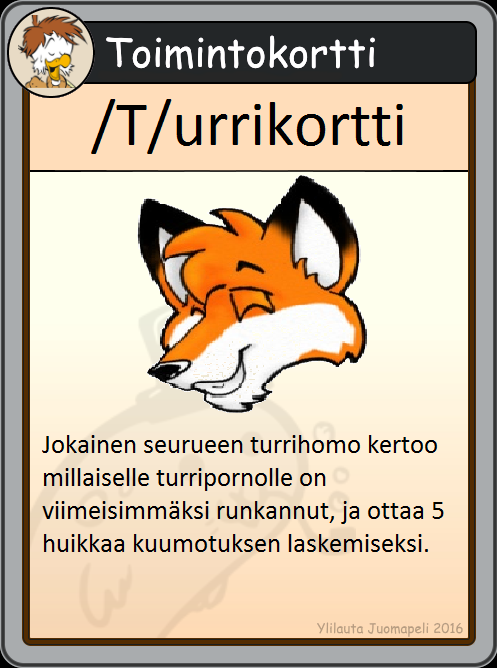 Toimintokortti
/T/urrikortti
Jokainen seurueen turrihomo kertoo
millaiselle turripornolle on
viimeisimmäksi runkannut, ja ottaa 5
huikkaa kuumotuksen laskemiseksi.
Ylilauta Juomapeli 2016